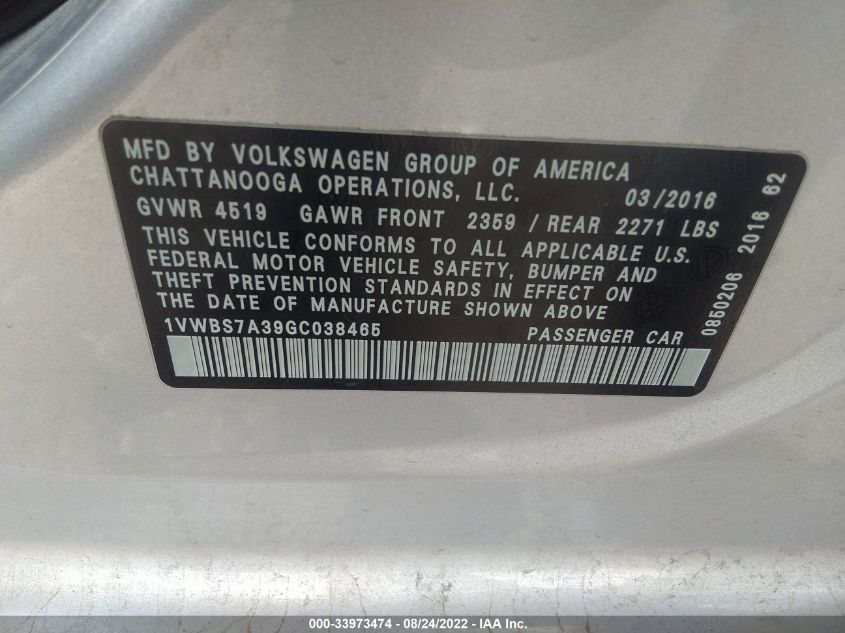 MFD BY VOLKSWAGEN GROUP OF AMERICA
CHATTANOOGA OPERATIONS, LLC. 03/2016
GVWR 4519 GAWR FRONT 2359 / REAR 2271 LBS
THIS VEHICLE CONFORMS TO ALL APPLICABLE U.S.
FEDERAL MOTOR VEHICLE SAFETY, BUMPER AND
THEFT PREVENTION STANDARDS IN EFFECT ON
THE DATE OF MANUFACTURE SHOWN ABOVE
1VWBS7A39GC038465 PASSENGER CAR
0850206 2016 62
000-33973474 - 08/24/2022 - IAAI.com